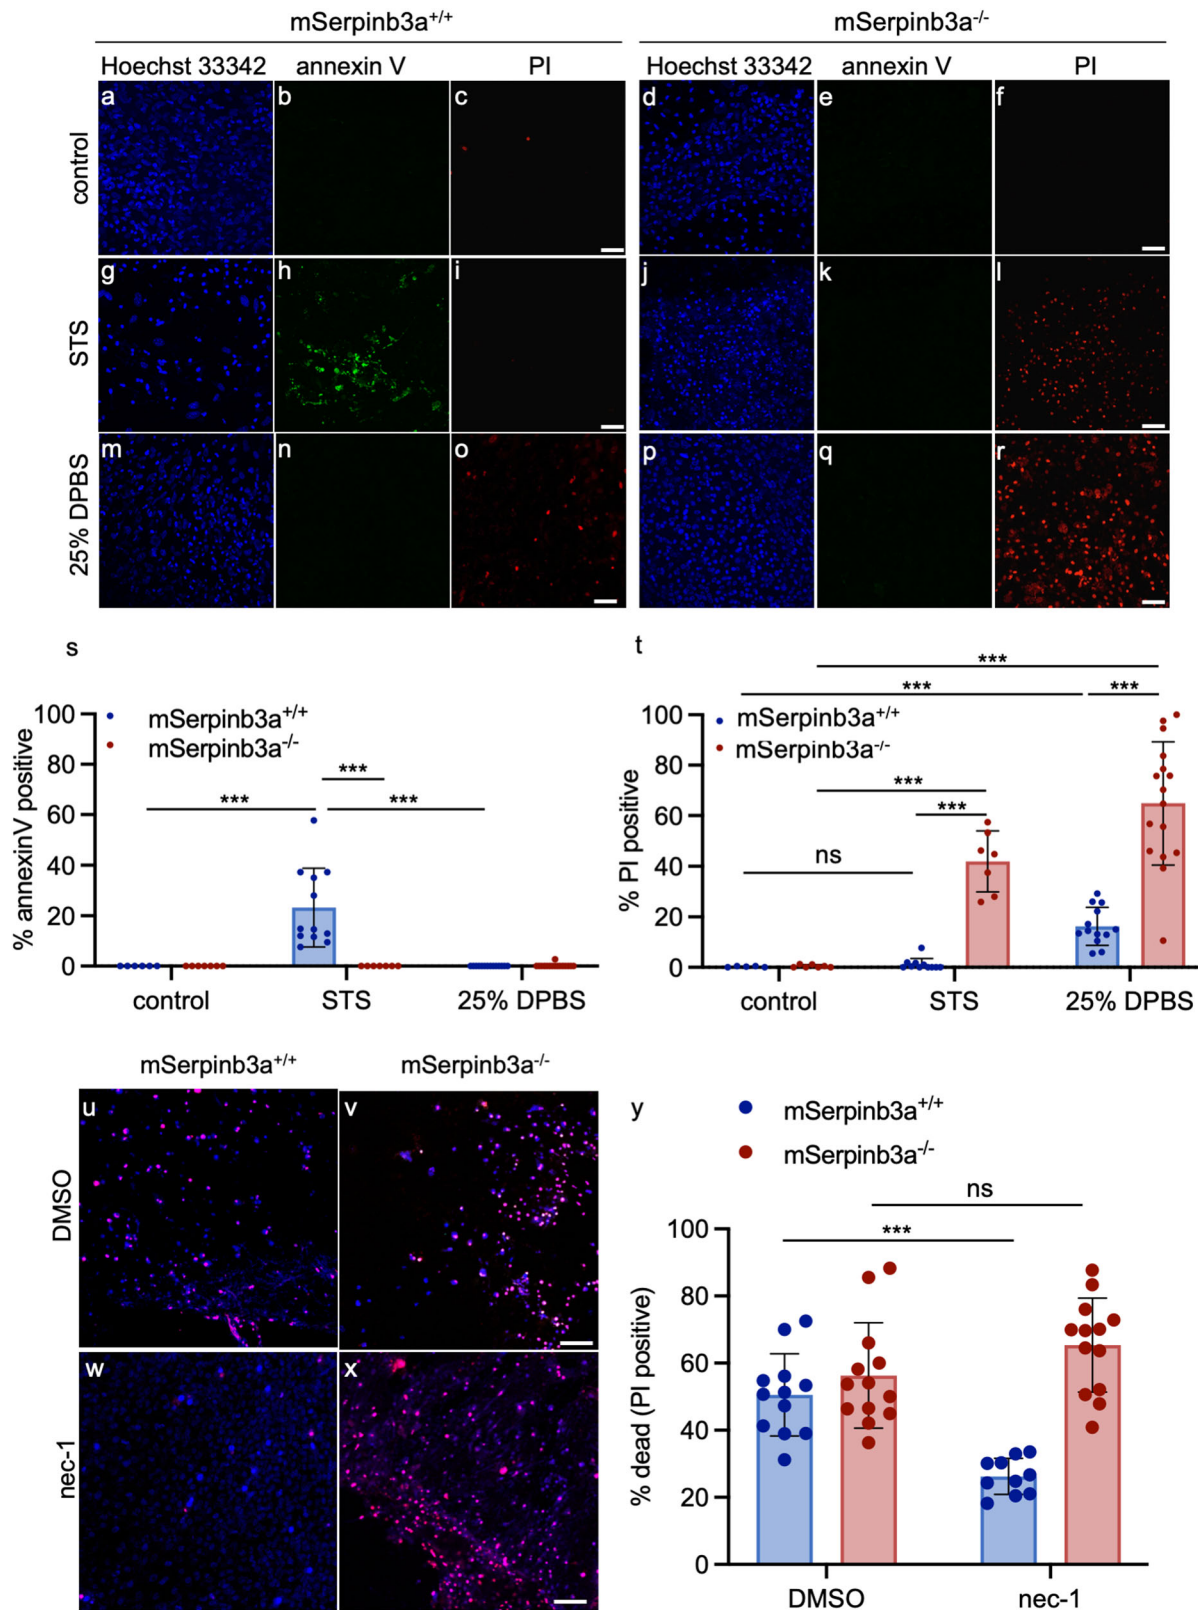 mSerpinb3a+/+ mSerpinb3a-/-
Hoechst 33342 annexin V PI Hoechst 33342 annexin V PI
control a b c d e f
STS g h i j k l
25% DPBS m n o p q r
s
% annexinV positive
100
80
60
40
20
0
mSerpinb3a+/+
mSerpinb3a-/-
***
*** ***
control STS 25% DPBS
t
% PI positive
100
80
60
40
20
0
mSerpinb3a+/+
mSerpinb3a-/-
***
*** ***
***
***
ns
control STS 25% DPBS
mSerpinb3a+/+ mSerpinb3a-/-
DMSO u v
nec-1 w x
y
mSerpinb3a+/+
mSerpinb3a-/-
ns
***
% dead (PI positive)
100
80
60
40
20
0
DMSO nec-1